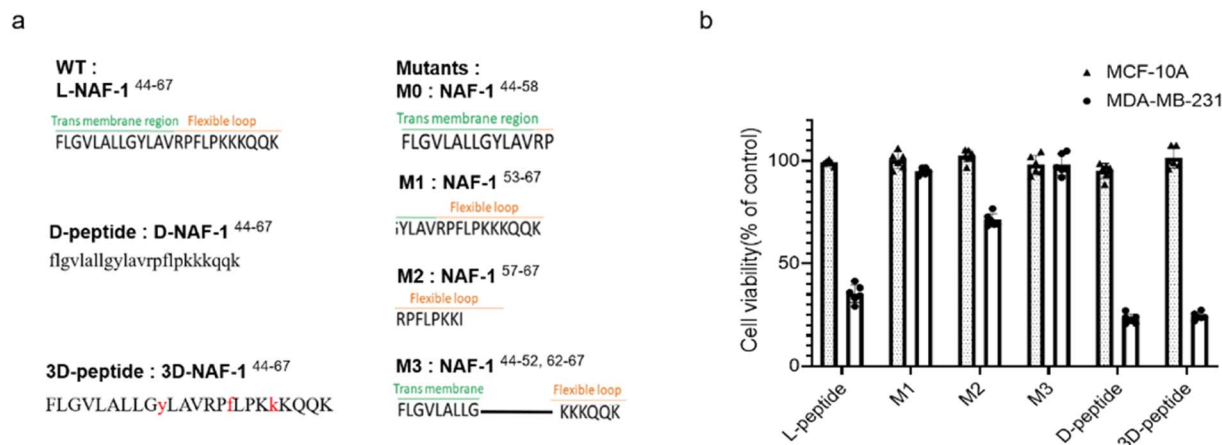 a
WT :
L-NAF-1 44-67
Trans membrane region Flexible loop
FLGVLALLGYLAVRPFLPKKKQQK
D-peptide : D-NAF-1 44-67
flgvlallgylavrpflpkkkqqk
3D-peptide : 3D-NAF-1 44-67
FLGVLALLGyLAVRPfLPKkKQQK
Mutants :
M0 : NAF-1 44-58
Trans membrane region
FLGVLALLGYLAVRP
M1 : NAF-1 53-67
Flexible loop
GYLAVRPFLPKKKQQK
M2 : NAF-1 57-67
Flexible loop
RPFLPKKI
M3 : NAF-1 44-52, 62-67
Trans membrane Flexible loop
FLGVLALLG KKKQQK
b
MCF-10A
MDA-MB-231
Cell viability(% of control)
100
50
0
L-peptide
M1
M2
M3
D-peptide
3D-peptide